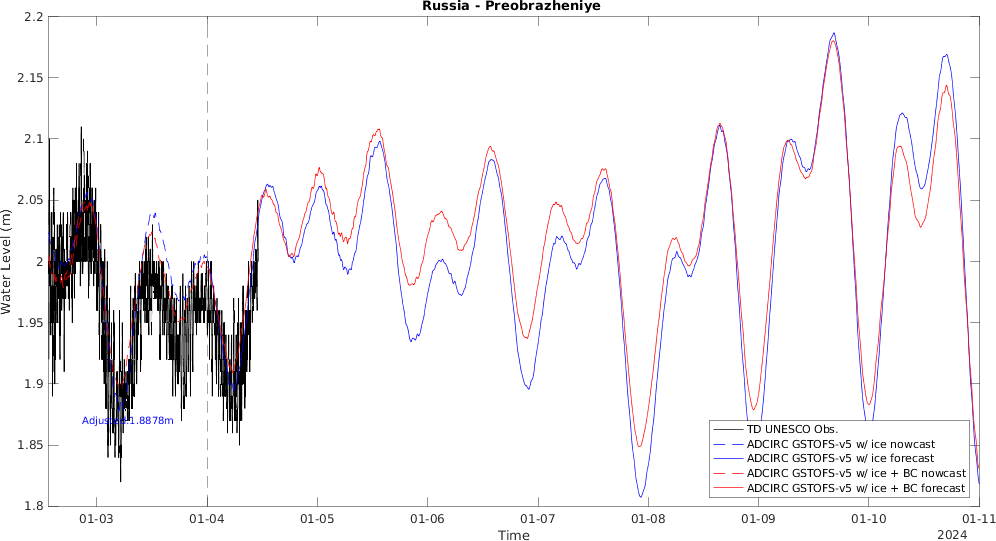 Russia - Preobrazheniye
2.2
2.15
2.1
2.05
2
1.95
1.9
1.85
1.8
Water Level (m)
Adjusted:1.8878m
TD UNESCO Obs.
ADCIRC GSTOFS-v5 w/ ice nowcast
ADCIRC GSTOFS-v5 w/ ice forecast
ADCIRC GSTOFS-v5 w/ ice + BC nowcast
ADCIRC GSTOFS-v5 w/ ice + BC forecast
01-03 01-04 01-05 01-06 01-07 01-08 01-09 01-10 01-11
Time
2024